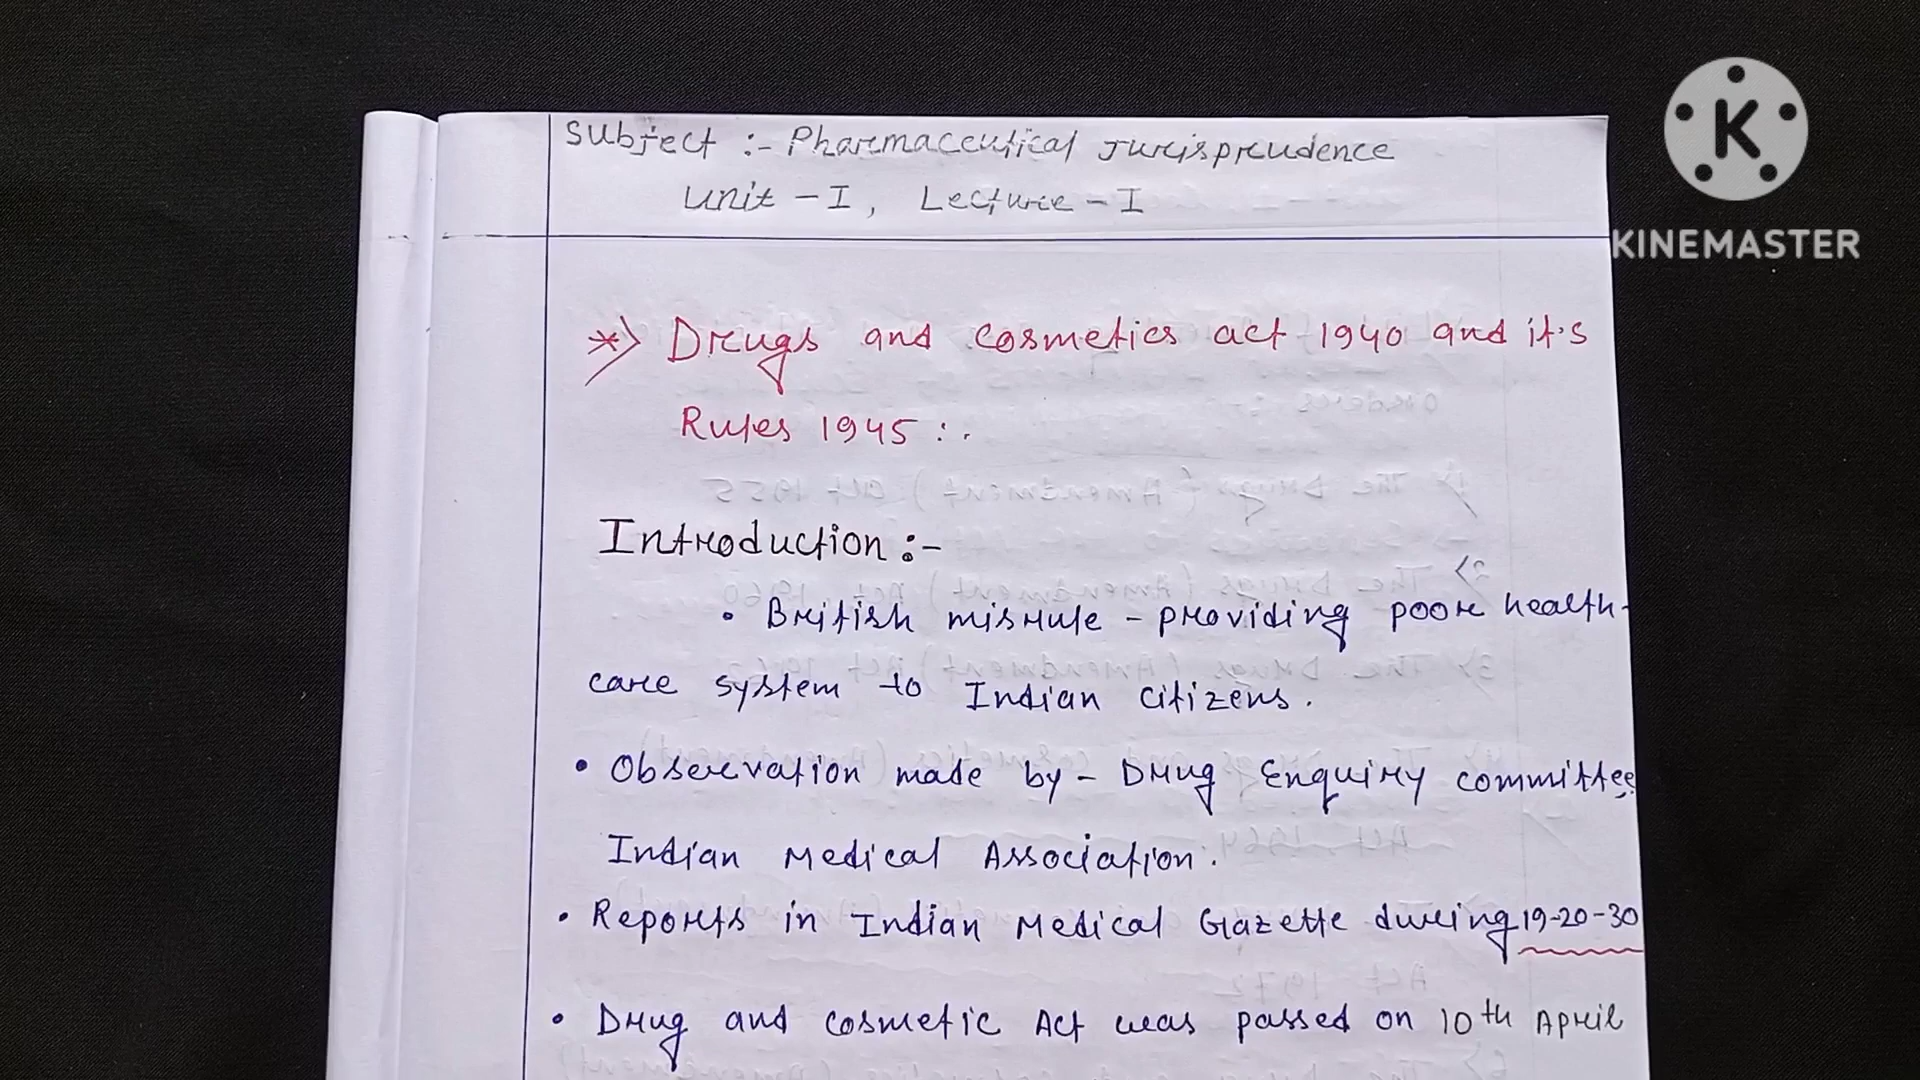 Subject :- Pharmaceutical Jurisprudence
Unit - I, Lecture - I
K
KINEMASTER
*) Drugs and cosmetics act 1940 and it's
Rules 1945 :.
Introduction :-
• British misrule - providing poor health-
care system to Indian citizens.
• Observation made by - Drug Enquiry committee,
Indian Medical Association.
• Reports in Indian Medical Gazette during 19-20-30
• Drug and cosmetic Act was passed on 10th April